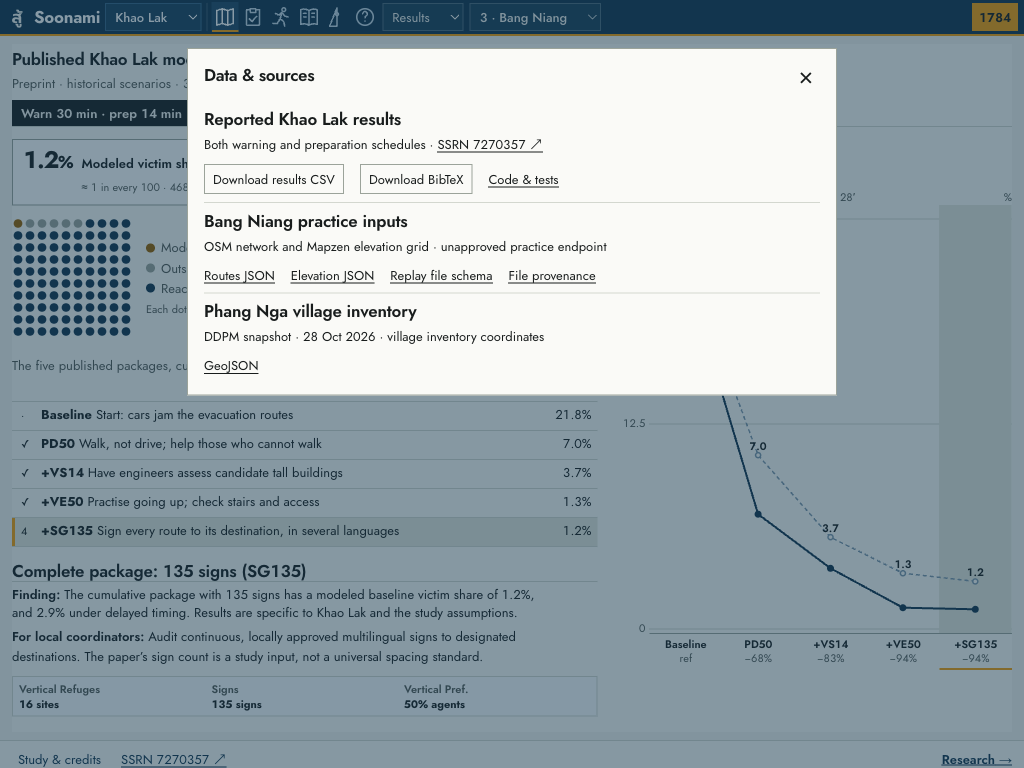 สู้ Soonami Khao Lak Results 3 · Bang Niang 1784
Published Khao Lak
Preprint · historical scenarios ·
Warn 30 min · prep 14 min
1.2% Modeled victim
≈ 1 in every 100 · 468
The five published packages,
Data & sources ✕
Reported Khao Lak results
Both warning and preparation schedules · SSRN 7270357 ↗
Download results CSV Download BibTeX Code & tests
Bang Niang practice inputs
OSM network and Mapzen elevation grid · unapproved practice endpoint
Routes JSON Elevation JSON Replay file schema File provenance
Phang Nga village inventory
DDPM snapshot · 28 Oct 2026 · village inventory coordinates
GeoJSON
Each
28′ %
· Baseline Start: cars jam the evacuation routes 21.8%
✓ PD50 Walk, not drive; help those who cannot walk 7.0%
✓ +VS14 Have engineers assess candidate tall buildings 3.7%
✓ +VE50 Practise going up; check stairs and access 1.3%
4 +SG135 Sign every route to its destination, in several languages 1.2%
Complete package: 135 signs (SG135)
Finding: The cumulative package with 135 signs has a modeled baseline victim share of 1.2%,
and 2.9% under delayed timing. Results are specific to Khao Lak and the study assumptions.
For local coordinators: Audit continuous, locally approved multilingual signs to designated
destinations. The paper's sign count is a study input, not a universal spacing standard.
Vertical Refuges Signs Vertical Pref.
16 sites 135 signs 50% agents
12.5
7.0
3.7
1.3
1.2
0
Baseline PD50 +VS14 +VE50 +SG135
ref −68% −83% −94% −94%
Study & credits SSRN 7270357 ↗ Research →